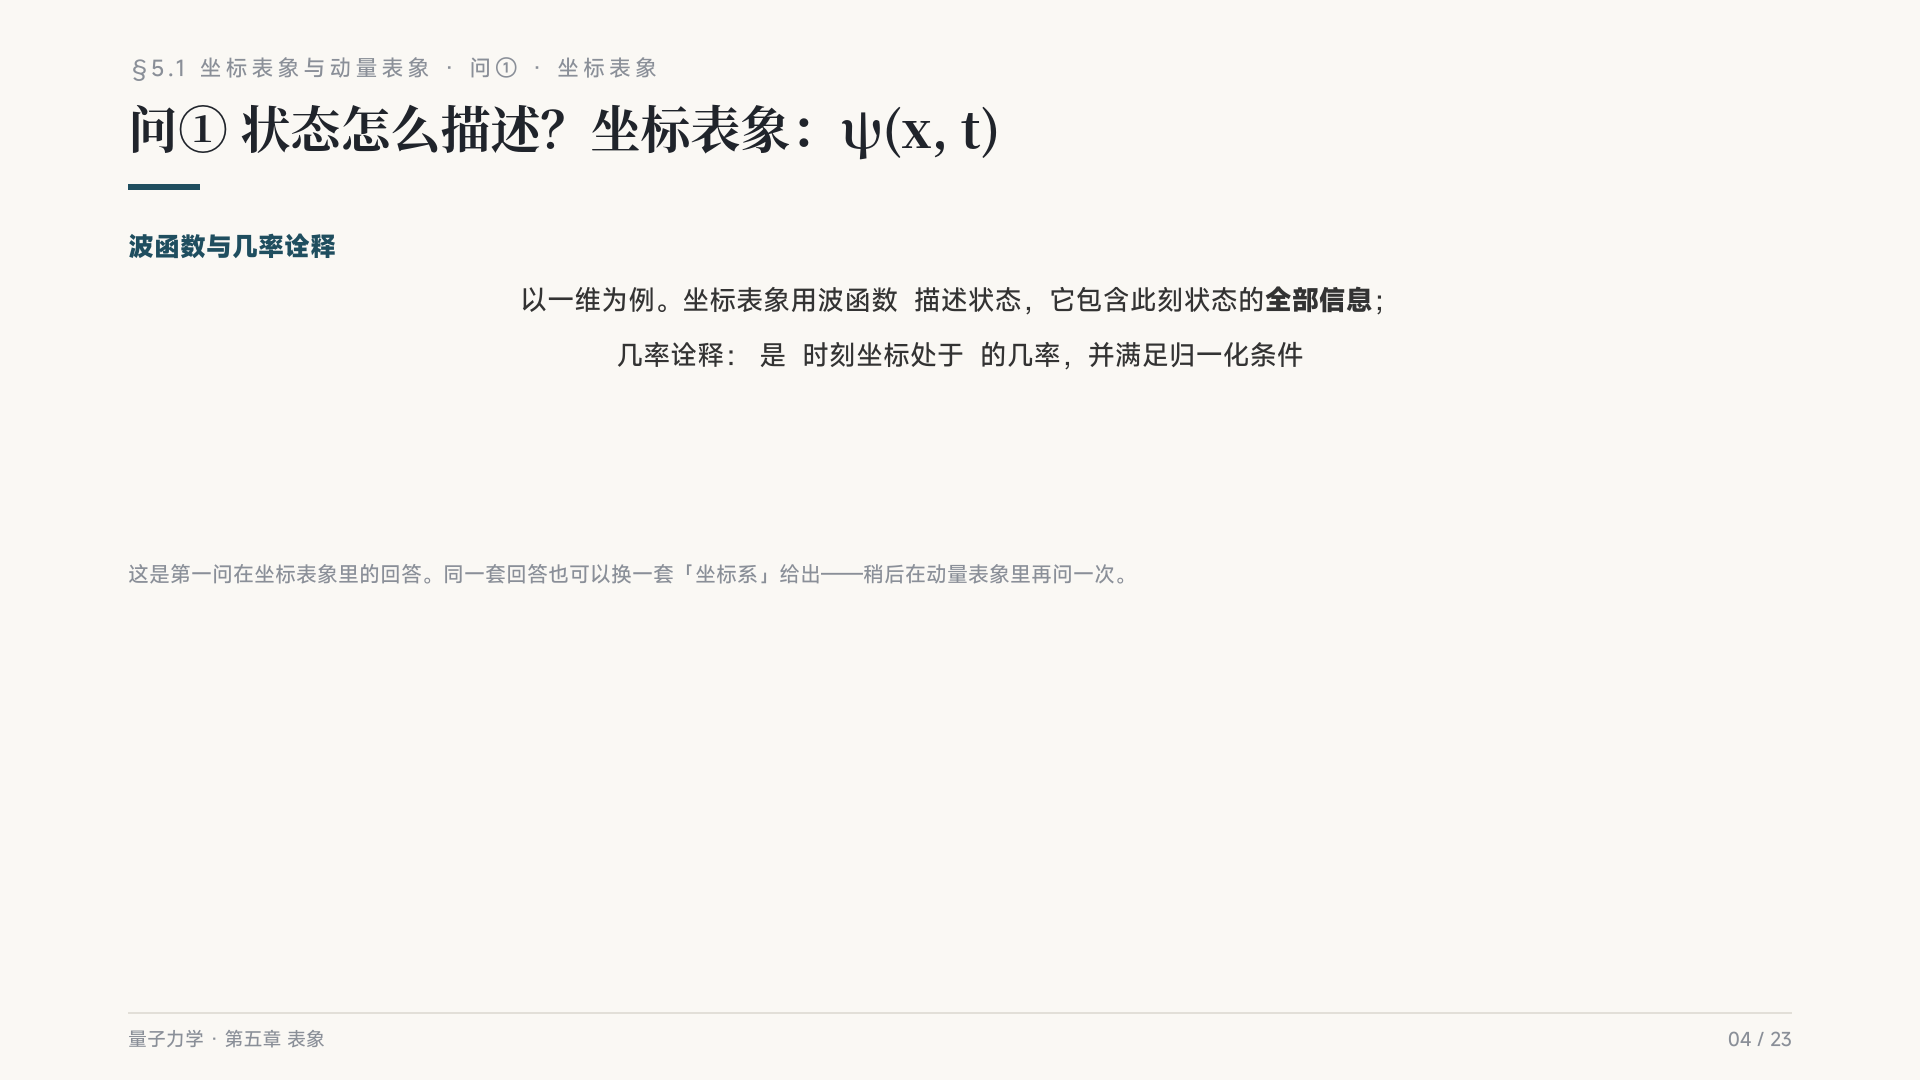 §5.1 坐标表象与动量表象 · 问① · 坐标表象
问① 状态怎么描述？坐标表象：ψ(x, t)
波函数与几率诠释
以一维为例。坐标表象用波函数 描述状态，它包含此刻状态的全部信息；
几率诠释： 是 时刻坐标处于 的几率，并满足归一化条件
这是第一问在坐标表象里的回答。同一套回答也可以换一套「坐标系」给出——稍后在动量表象里再问一次。
量子力学 · 第五章 表象
04 / 23